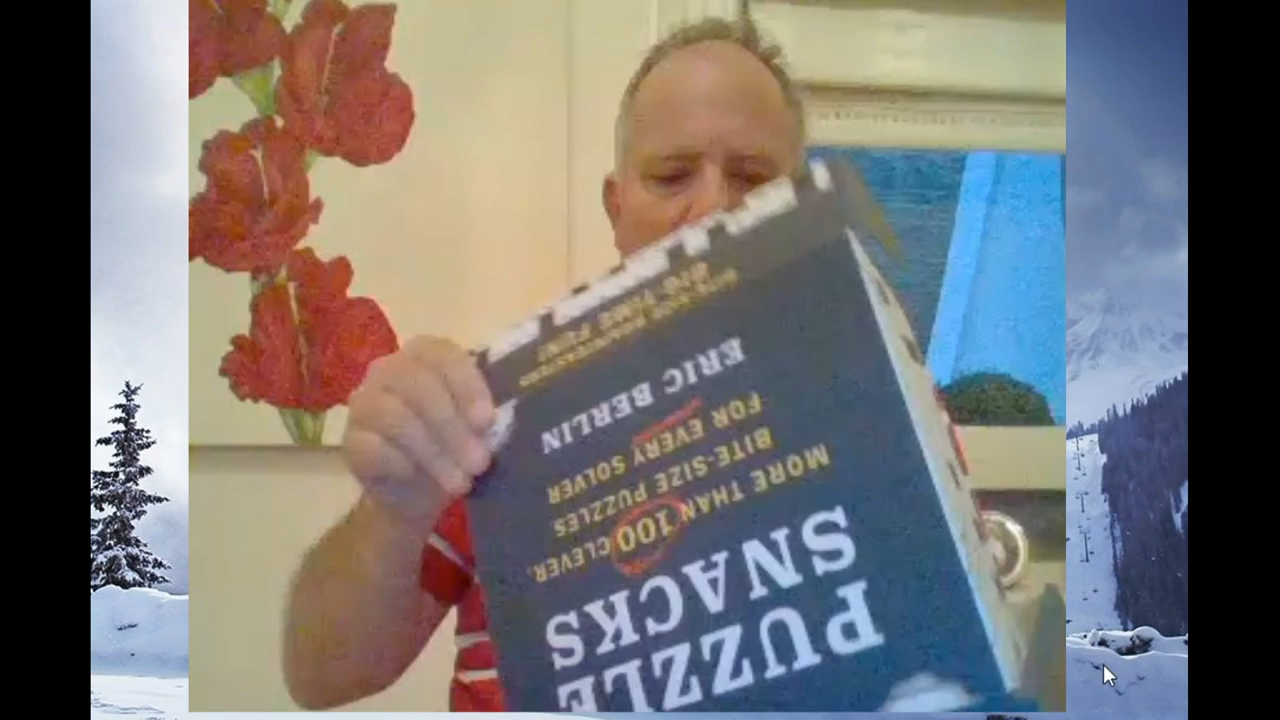 PUZZLE
SNACKS
MORE THAN 100 CLEVER,
BITE-SIZE PUZZLES
FOR EVERY SOLVER
ERIC BERLIN